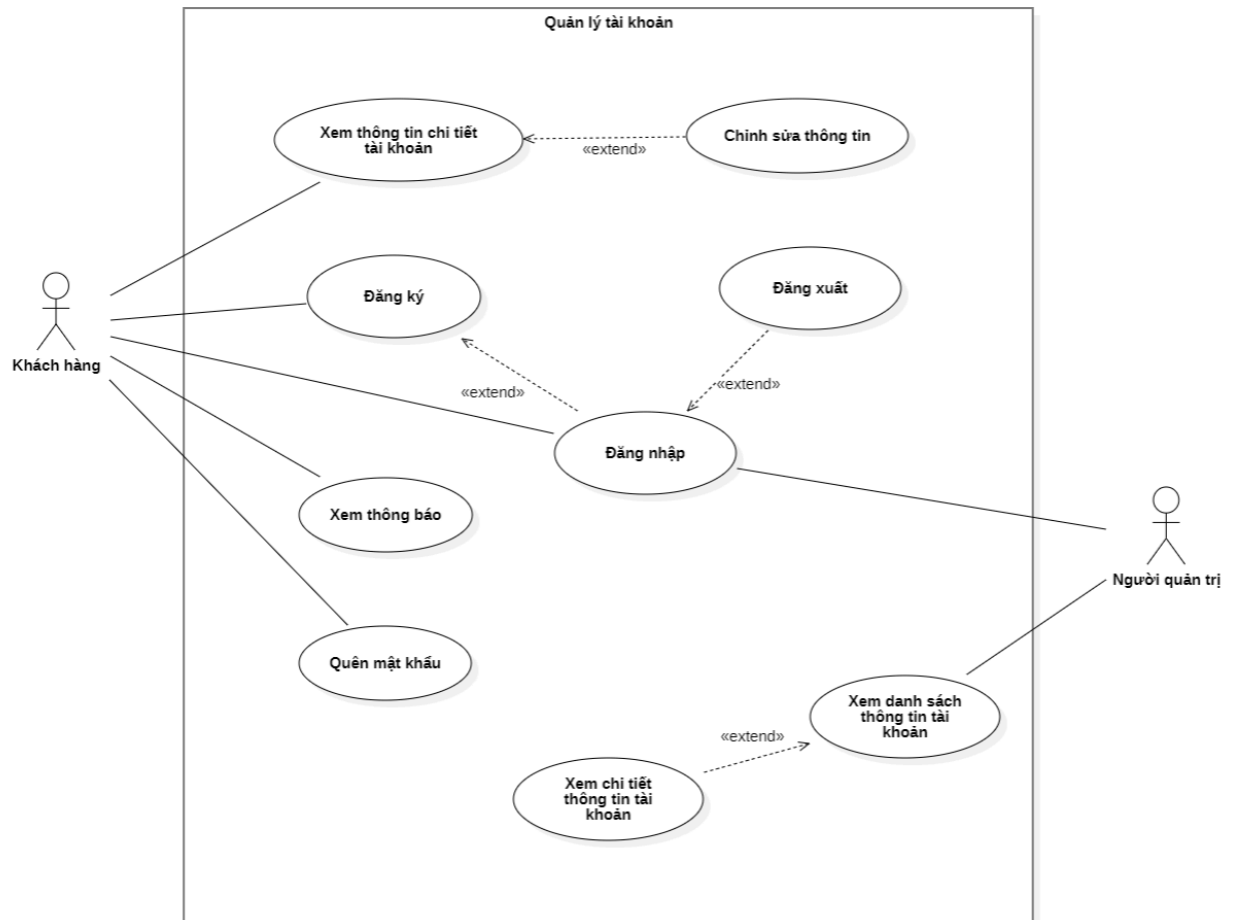 Quản lý tài khoản
Xem thông tin chi tiết
tài khoản
«extend»
Chỉnh sửa thông tin
Đăng ký
Đăng xuất
Khách hàng
«extend»
«extend»
Đăng nhập
Xem thông báo
Người quản trị
Quên mật khẩu
Xem danh sách
thông tin tài
khoản
«extend»
Xem chi tiết
thông tin tài
khoản